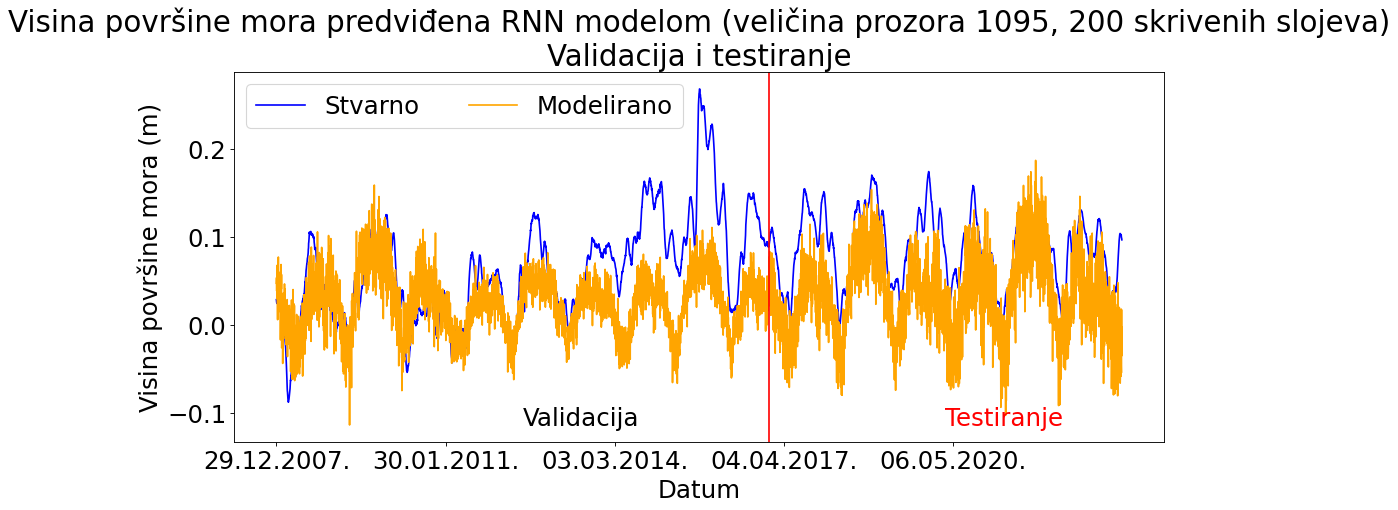 Visina površine mora predviđena RNN modelom (veličina prozora 1095, 200 skrivenih slojeva)
Validacija i testiranje
Stvarno
Modelirano
Visina površine mora (m)
0.2
0.1
0.0
−0.1
Validacija
Testiranje
29.12.2007.
30.01.2011.
03.03.2014.
04.04.2017.
06.05.2020.
Datum